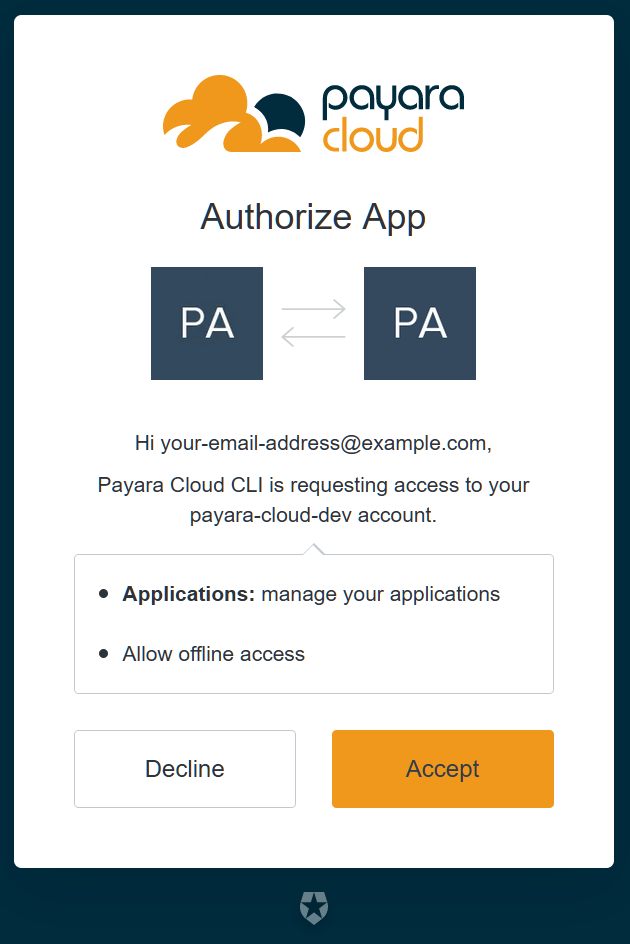 payara
cloud
Authorize App
PA
PA
Hi your-email-address@example.com,
Payara Cloud CLI is requesting access to your
payara-cloud-dev account.
Applications: manage your applications
Allow offline access
Decline
Accept